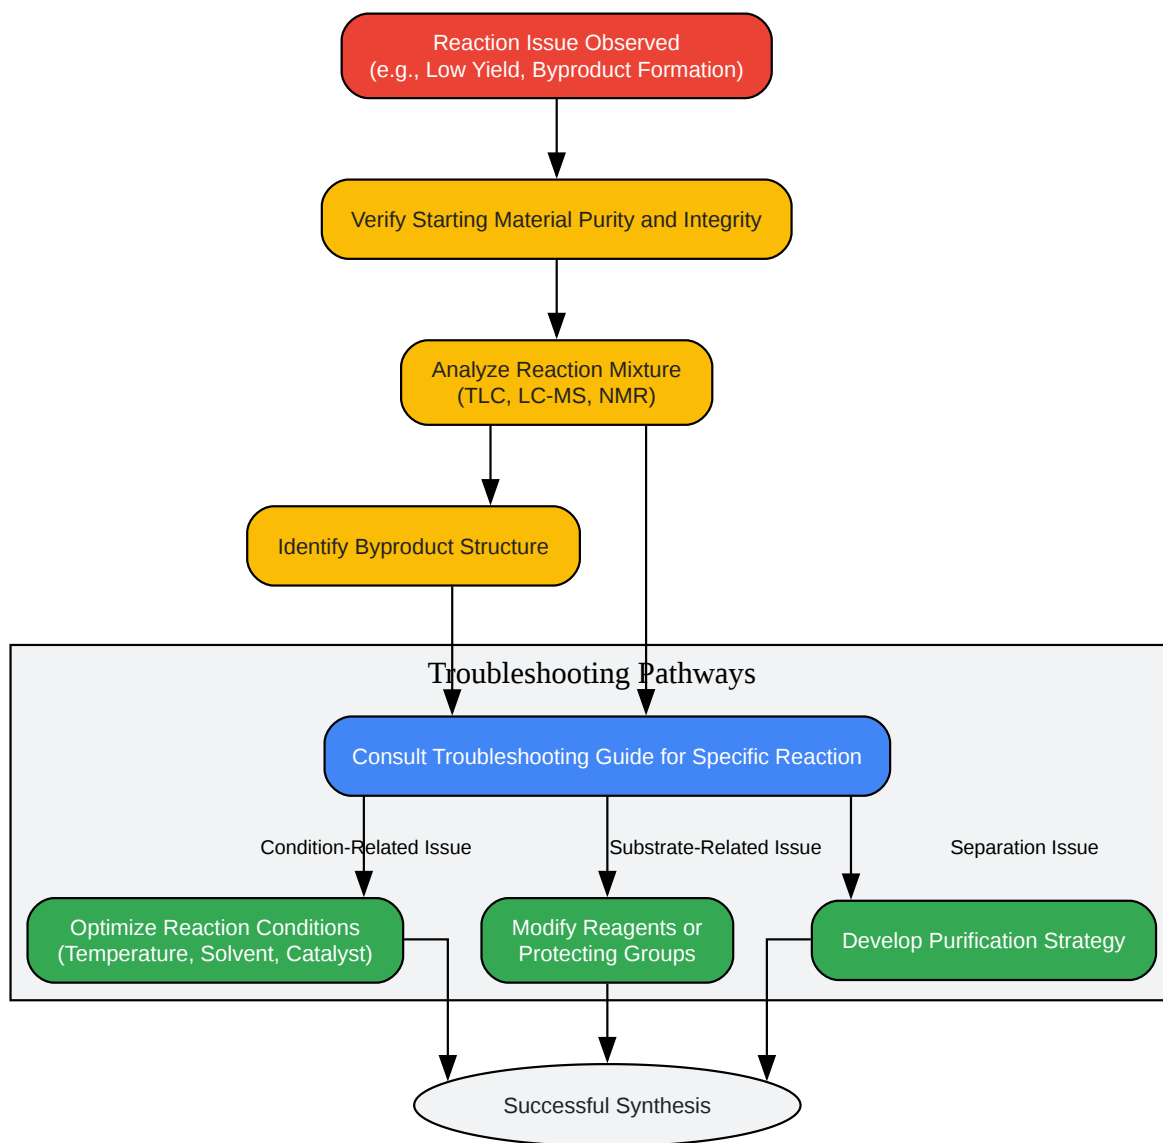 Reaction Issue Observed
(e.g., Low Yield, Byproduct Formation)
Verify Starting Material Purity and Integrity
Analyze Reaction Mixture
(TLC, LC-MS, NMR)
Identify Byproduct Structure
Troubleshooting Pathways
Consult Troubleshooting Guide for Specific Reaction
Condition-Related Issue
Substrate-Related Issue
Separation Issue
Optimize Reaction Conditions
(Temperature, Solvent, Catalyst)
Modify Reagents or
Protecting Groups
Develop Purification Strategy
Successful Synthesis